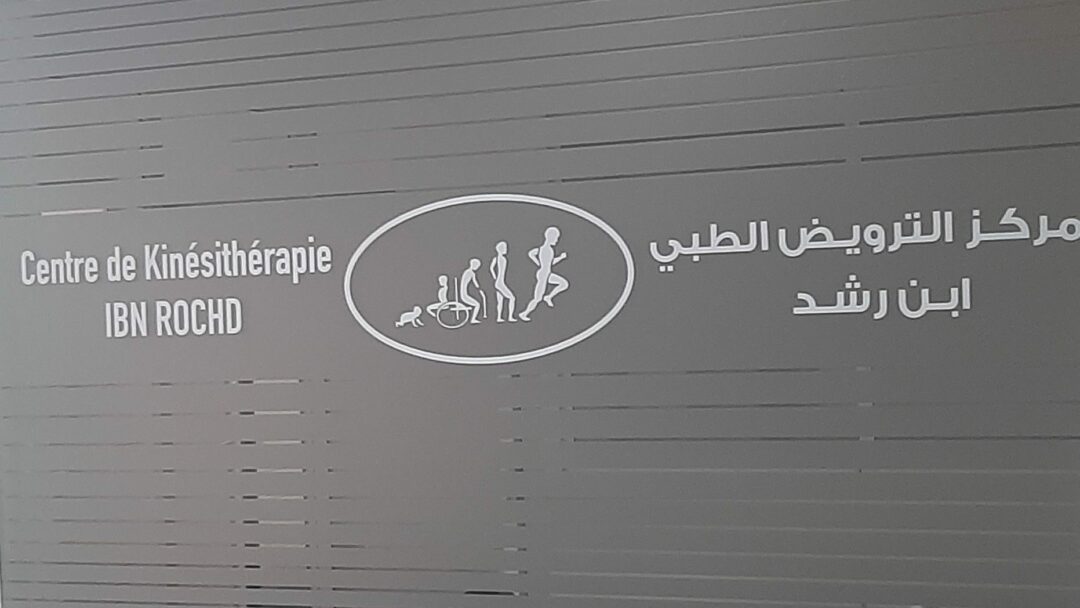 Centre de Kinésithérapie
IBN ROCHD
مركز الترويض الطبي
ابن رشد